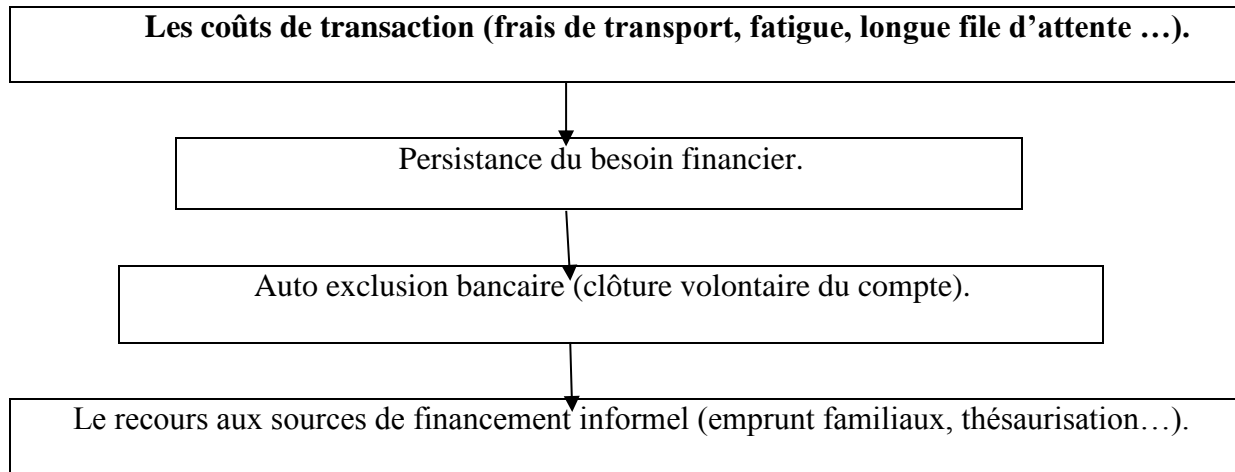 Les coûts de transaction (frais de transport, fatigue, longue file d’attente …).
Persistance du besoin financier.
Auto exclusion bancaire (clôture volontaire du compte).
Le recours aux sources de financement informel (emprunt familiaux, thésaurisation…).